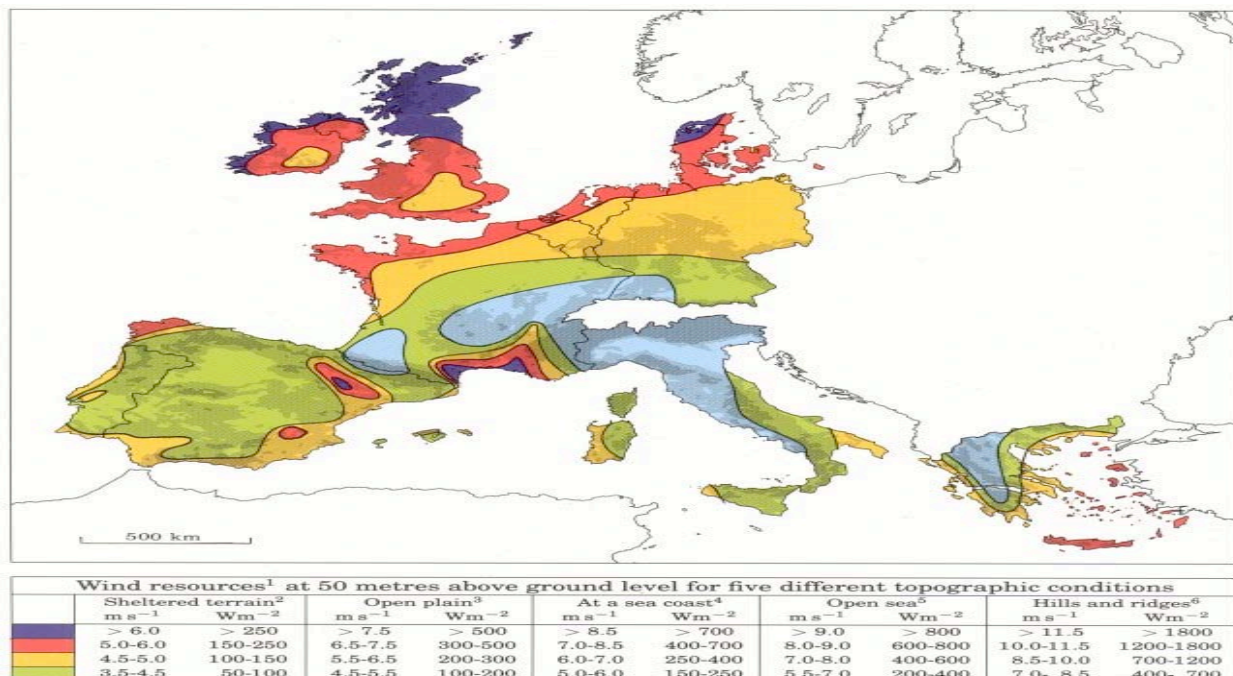 500 km
Wind resources¹ at 50 metres above ground level for five different topographic conditions
Sheltered terrain² Open plain³ At a sea coast⁴ Open sea⁵ Hills and ridges⁶
m s⁻¹ Wm⁻² m s⁻¹ Wm⁻² m s⁻¹ Wm⁻² m s⁻¹ Wm⁻² m s⁻¹ Wm⁻²
> 6.0 > 250 > 7.5 > 500 > 8.5 > 700 > 9.0 > 800 > 11.5 > 1800
5.0-6.0 150-250 6.5-7.5 300-500 7.0-8.5 400-700 8.0-9.0 600-800 10.0-11.5 1200-1800
4.5-5.0 100-150 5.5-6.5 200-300 6.0-7.0 250-400 7.0-8.0 400-600 8.5-10.0 700-1200
3.5-4.5 50-100 4.5-5.5 100-200 5.0-6.0 150-250 5.5-7.0 200-400 7.0- 8.5 400- 700